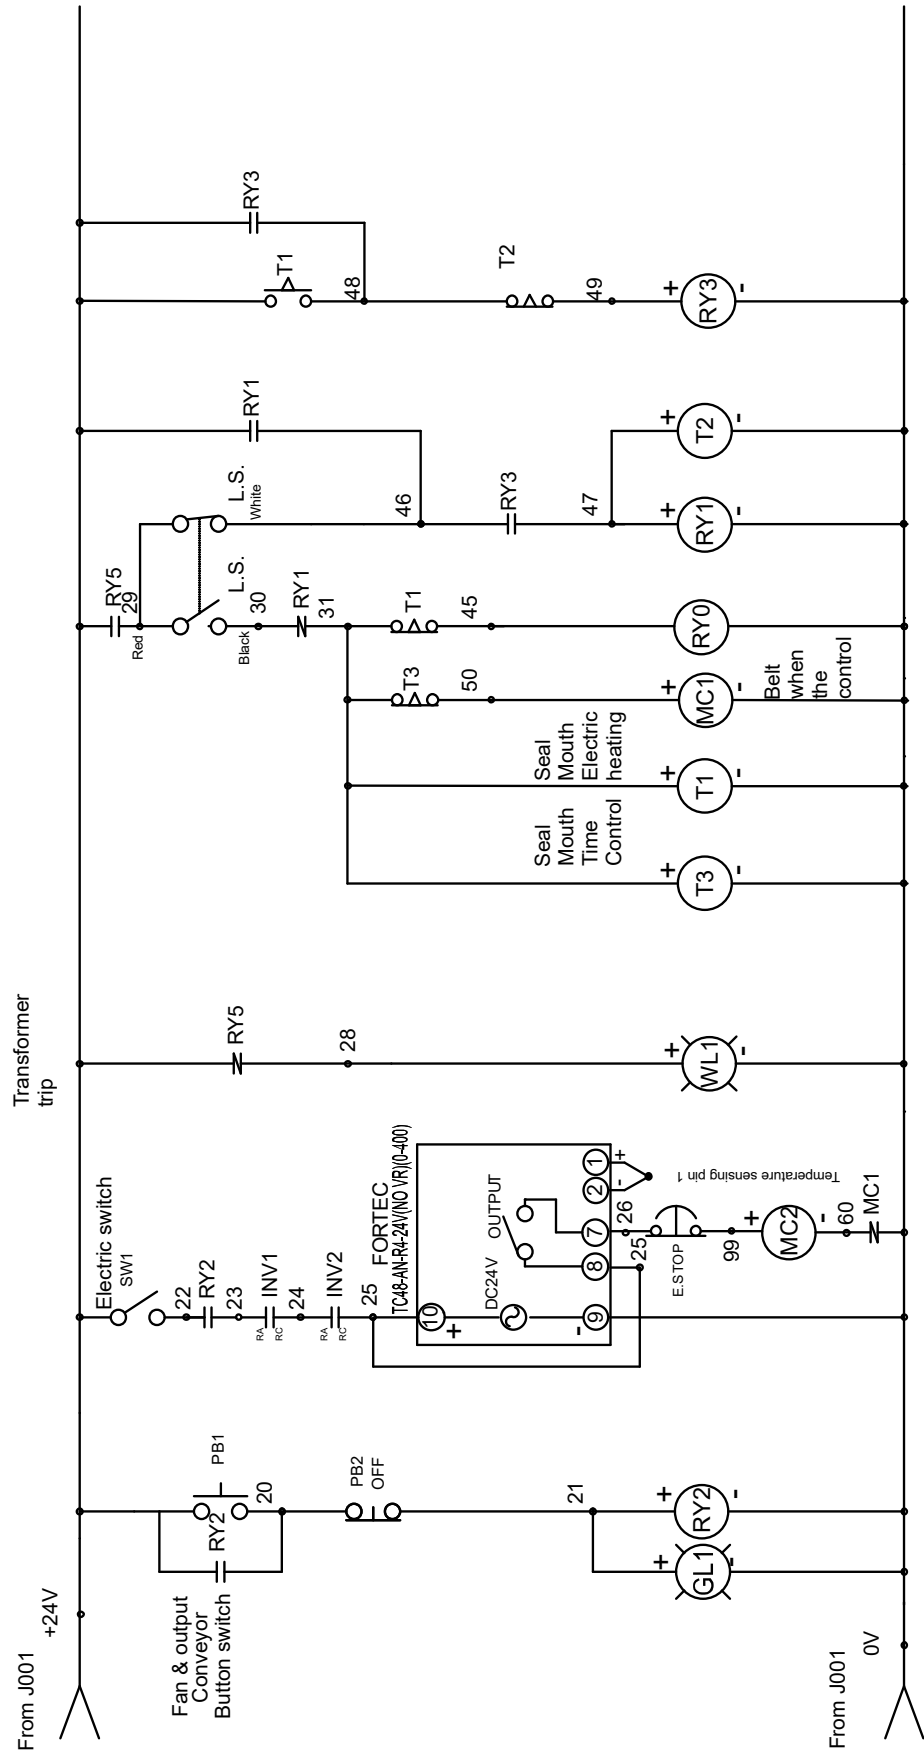 From J001
+24V
Fan & output
Conveyor
Button switch
RY2
PB1
20
PB2
OFF
21
GL1
+
-
RY2
+
-
From J001
0V
Electric switch
SW1
22
RY2
23
INV1
RA
RC
24
INV2
RA
RC
25
FORTEC
TC48-AN-R4-24V(NO VR)(0-400)
10
+
DC24V
OUTPUT
-
9
8
7
2
1
-
+
Temperature sensing pin 1
25
26
E.STOP
99
+
MC2
-
60
MC1
Transformer
trip
RY5
28
+
WL1
-
Seal
Mouth
Time
Control
+
T3
-
Seal
Mouth
Electric
heating
+
T1
-
T3
50
+
MC1
-
Belt
when
the
control
RY5
29
Red
L.S.
Black
30
RY1
31
T1
45
RY0
L.S.
White
RY1
46
RY3
47
+
RY1
-
+
T2
-
T1
RY3
48
T2
49
+
RY3
-